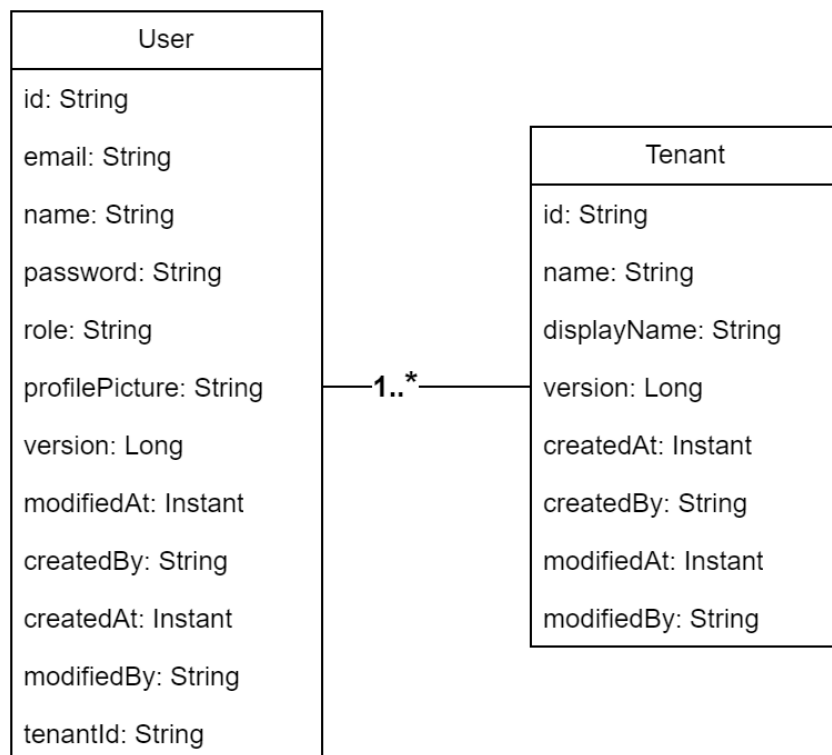 User
id: String
email: String
name: String
password: String
role: String
profilePicture: String
version: Long
modifiedAt: Instant
createdBy: String
createdAt: Instant
modifiedBy: String
tenantId: String
1..*
Tenant
id: String
name: String
displayName: String
version: Long
createdAt: Instant
createdBy: String
modifiedAt: Instant
modifiedBy: String